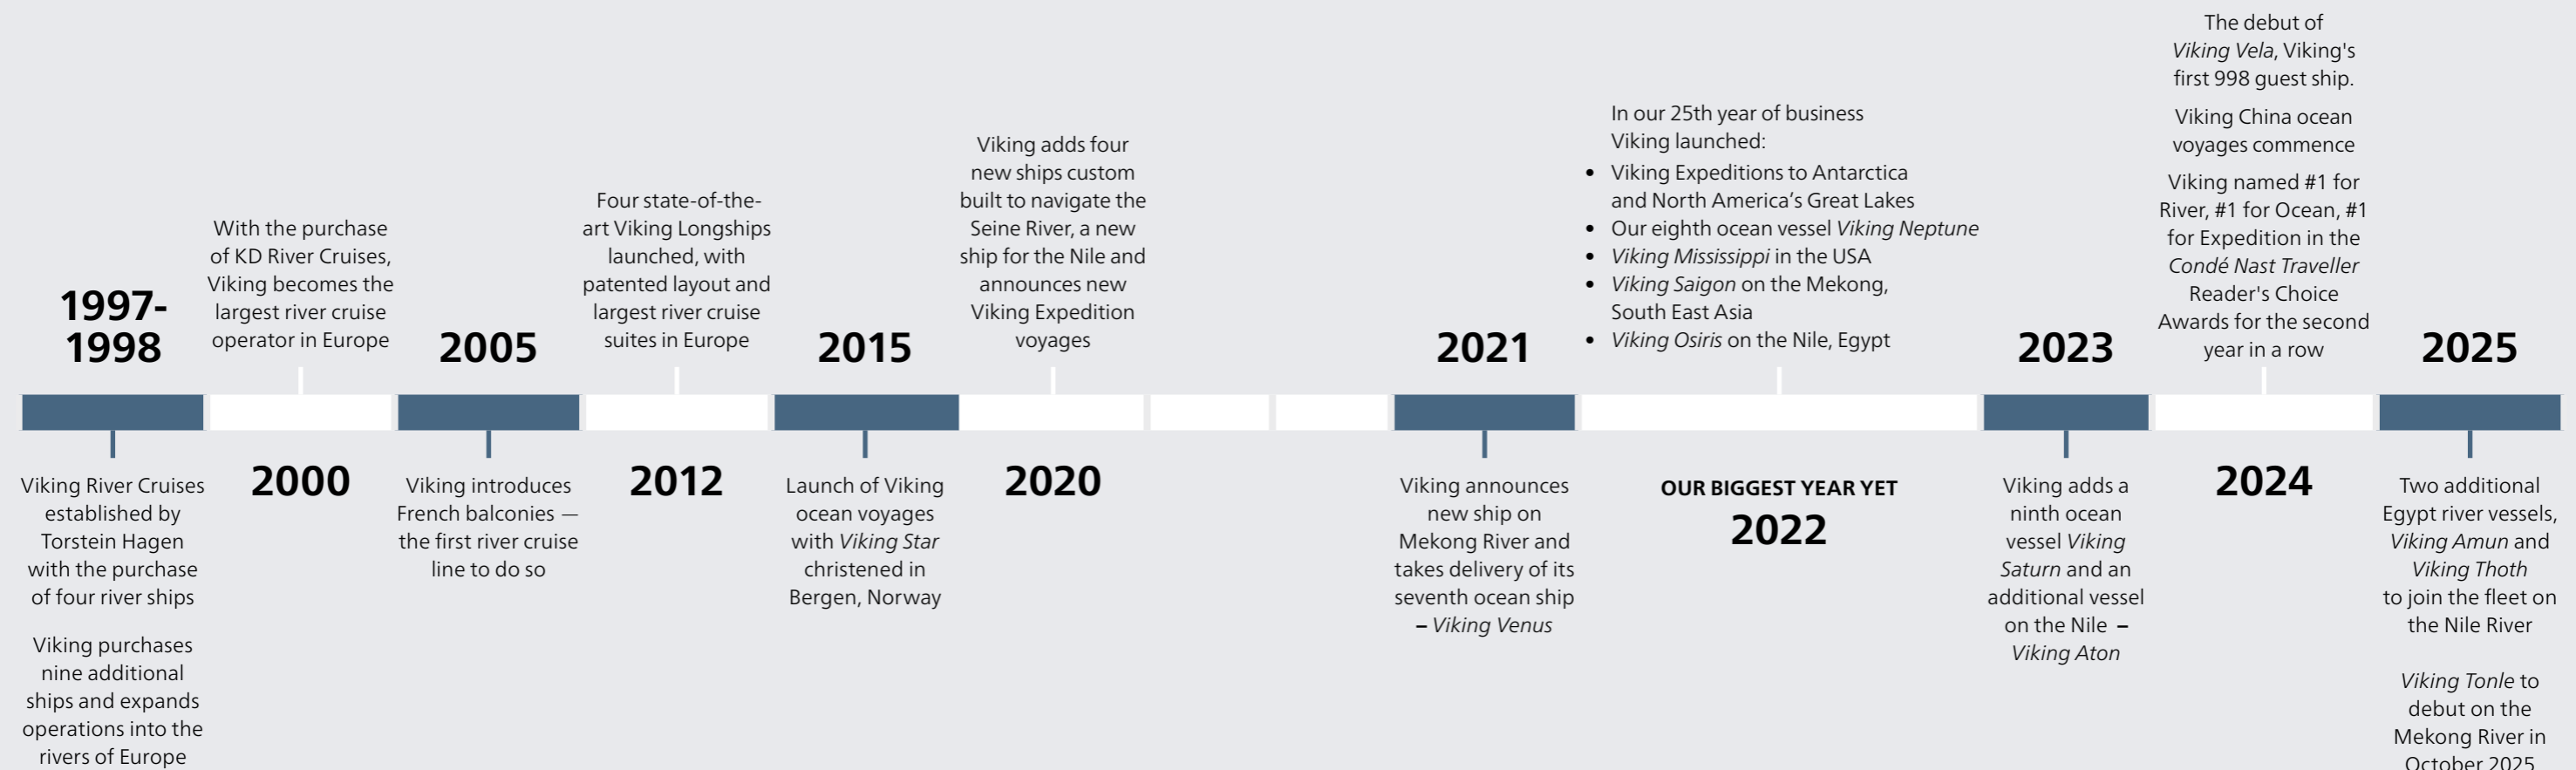 1997-
1998
Viking River Cruises
established by
Torstein Hagen
with the purchase
of four river ships
Viking purchases
nine additional
ships and expands
operations into the
rivers of Europe
With the purchase
of KD River Cruises,
Viking becomes the
largest river cruise
operator in Europe
2000
2005
Viking introduces
French balconies —
the first river cruise
line to do so
Four state-of-the-
art Viking Longships
launched, with
patented layout and
largest river cruise
suites in Europe
2012
2015
Launch of Viking
ocean voyages
with Viking Star
christened in
Bergen, Norway
Viking adds four
new ships custom
built to navigate the
Seine River, a new
ship for the Nile and
announces new
Viking Expedition
voyages
2020
2021
Viking announces
new ship on
Mekong River and
takes delivery of its
seventh ocean ship
– Viking Venus
In our 25th year of business
Viking launched:
• Viking Expeditions to Antarctica
and North America’s Great Lakes
• Our eighth ocean vessel Viking Neptune
• Viking Mississippi in the USA
• Viking Saigon on the Mekong,
South East Asia
• Viking Osiris on the Nile, Egypt
OUR BIGGEST YEAR YET
2022
2023
Viking adds a
ninth ocean
vessel Viking
Saturn and an
additional vessel
on the Nile –
Viking Aton
The debut of
Viking Vela, Viking's
first 998 guest ship.
Viking China ocean
voyages commence
Viking named #1 for
River, #1 for Ocean, #1
for Expedition in the
Condé Nast Traveller
Reader's Choice
Awards for the second
year in a row
2024
2025
Two additional
Egypt river vessels,
Viking Amun and
Viking Thoth
to join the fleet on
the Nile River
Viking Tonle to
debut on the
Mekong River in
October 2025